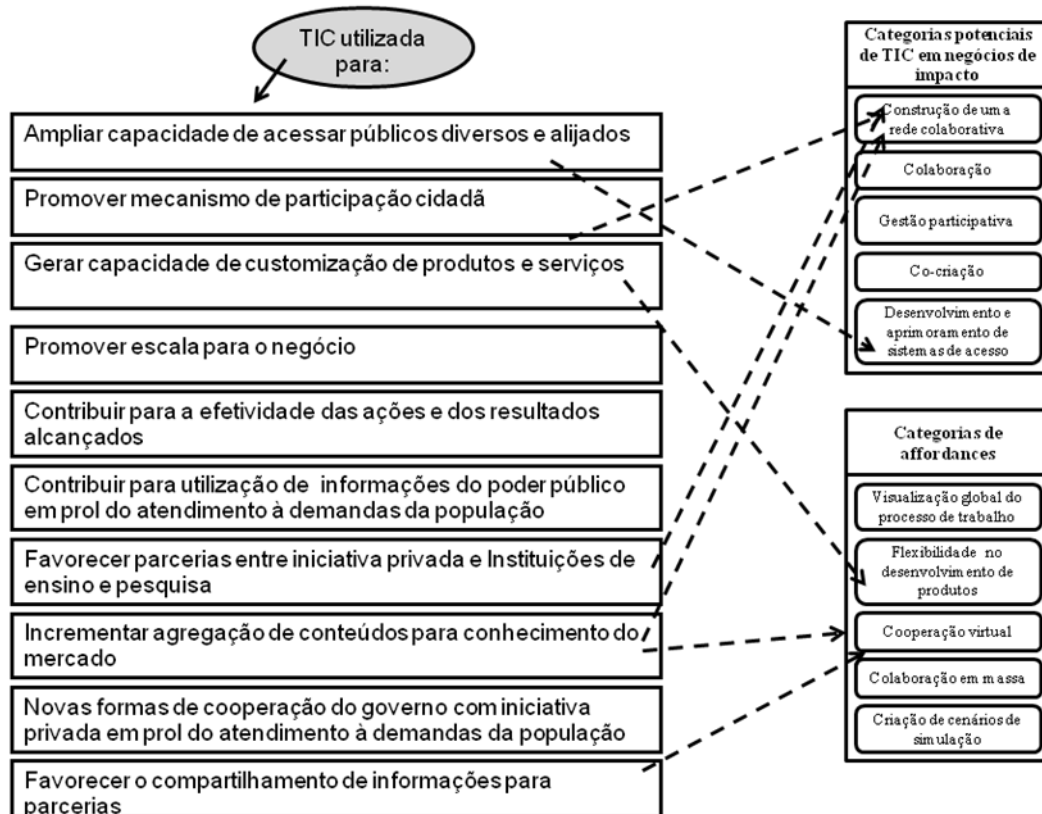 TIC utilizada
para:
Ampliar capacidade de acessar públicos diversos e alijados
Promover mecanismo de participação cidadã
Gerar capacidade de customização de produtos e serviços
Promover escala para o negócio
Contribuir para a efetividade das ações e dos resultados
alcançados
Contribuir para utilização de informações do poder público
em prol do atendimento à demandas da população
Favorecer parcerias entre iniciativa privada e Instituições de
ensino e pesquisa
Incrementar agregação de conteúdos para conhecimento do
mercado
Novas formas de cooperação do governo com iniciativa
privada em prol do atendimento à demandas da população
Favorecer o compartilhamento de informações para
parcerias
Categorias potenciais
de TIC em negócios de
impacto
Construção de uma
rede colaborativa
Colaboração
Gestão participativa
Co-criação
Desenvolvimento e
aprimoramento de
sistemas de acesso
Categorias de
affordances
Visualização global do
processo de trabalho
Flexibilidade no
desenvolvimento de
produtos
Cooperação virtual
Colaboração em massa
Criação de cenários de
simulação